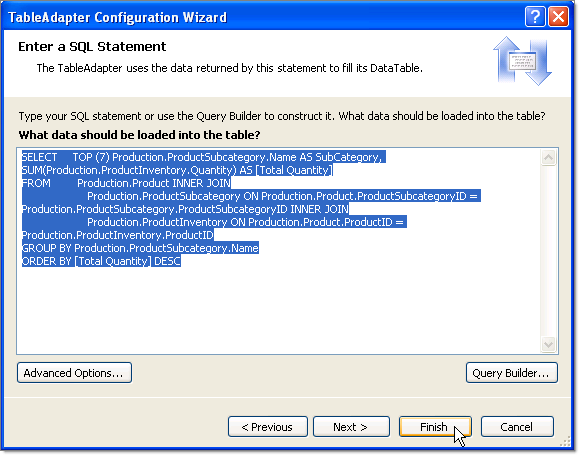 TableAdapter Configuration Wizard
Enter a SQL Statement
The TableAdapter uses the data returned by this statement to fill its DataTable.
Type your SQL statement or use the Query Builder to construct it. What data should be loaded into the table?
What data should be loaded into the table?
SELECT TOP (7) Production.ProductSubcategory.Name AS SubCategory,
SUM(Production.ProductInventory.Quantity) AS [Total Quantity]
FROM Production.Product INNER JOIN
Production.ProductSubcategory ON Production.Product.ProductSubcategoryID =
Production.ProductSubcategory.ProductSubcategoryID INNER JOIN
Production.ProductInventory ON Production.Product.ProductID =
Production.ProductInventory.ProductID
GROUP BY Production.ProductSubcategory.Name
ORDER BY [Total Quantity] DESC
Advanced Options... Query Builder...
< Previous Next > Finish Cancel